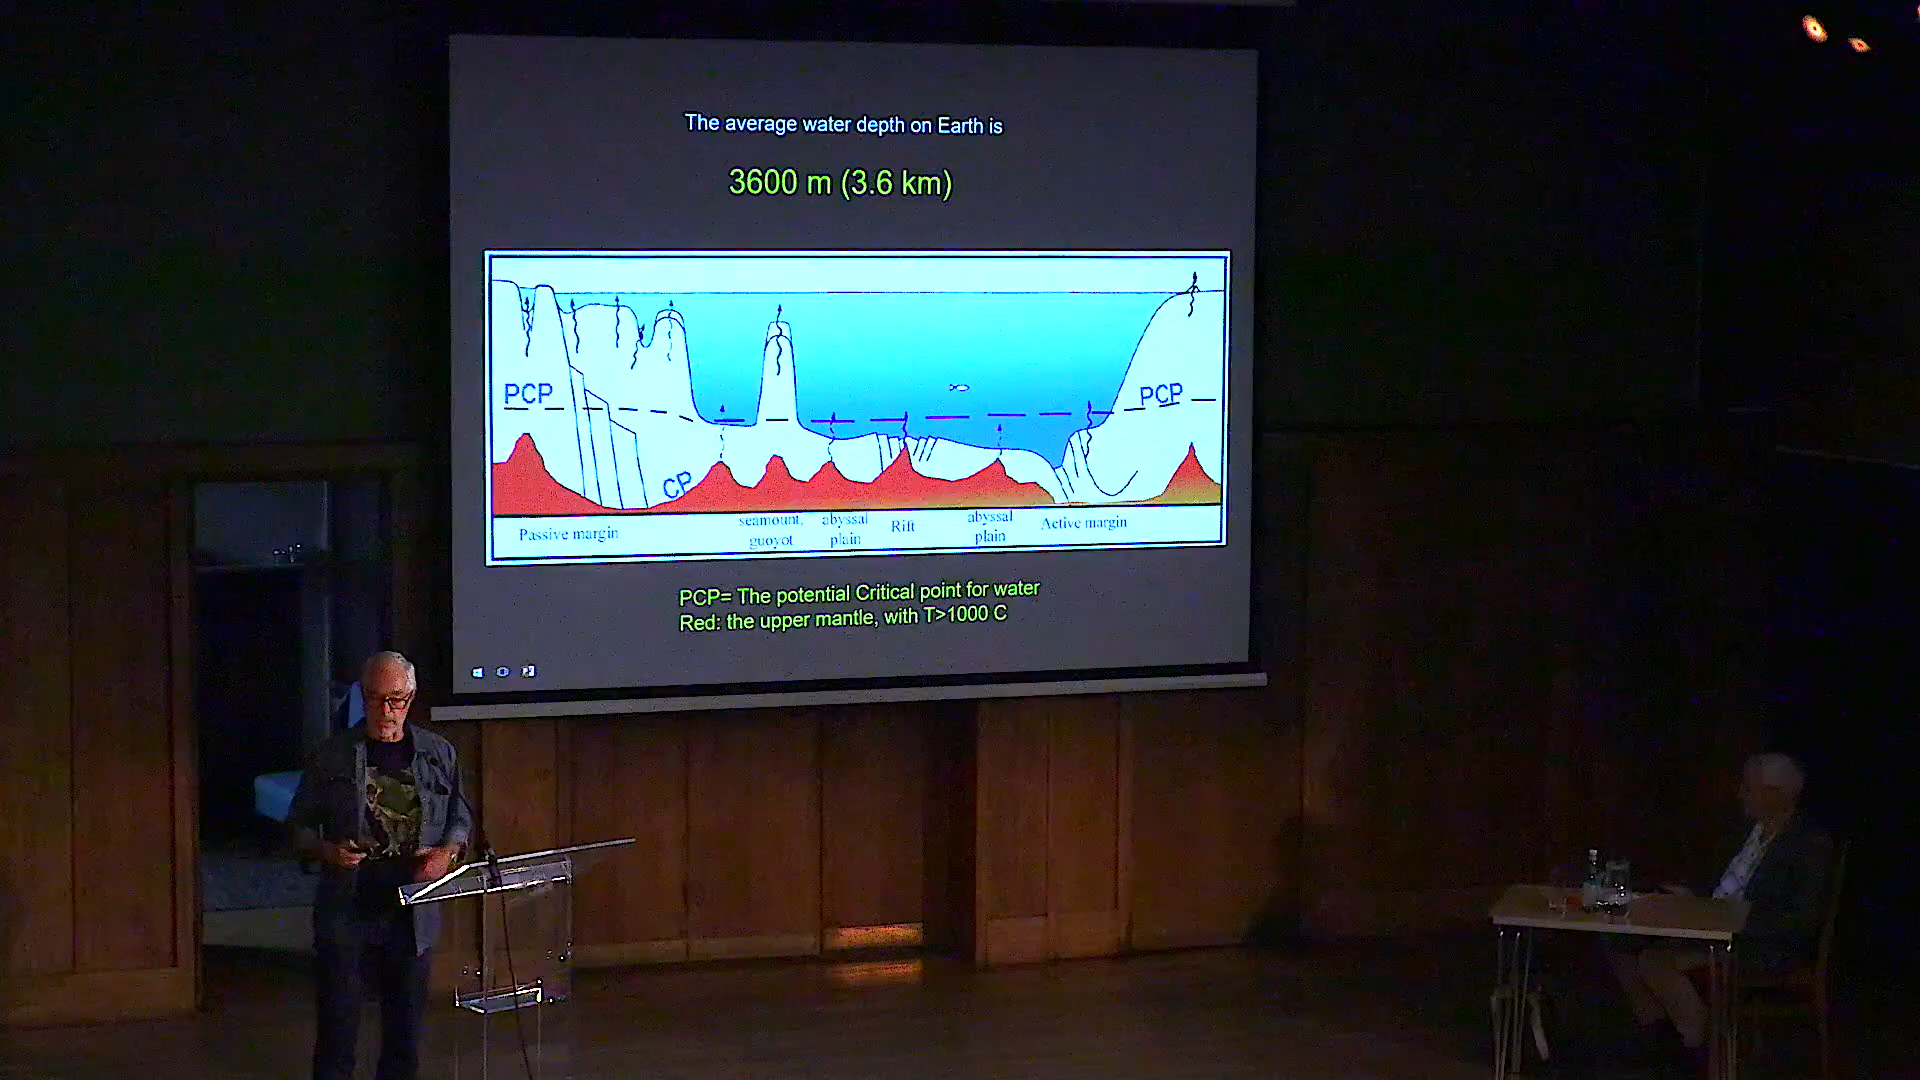 The average water depth on Earth is
3600 m (3.6 km)
PCP
PCP
CP
Passive margin
seamount,
guoyot
abyssal
plain
Rift
abyssal
plain
Active margin
PCP= The potential Critical point for water
Red: the upper mantle, with T>1000 C